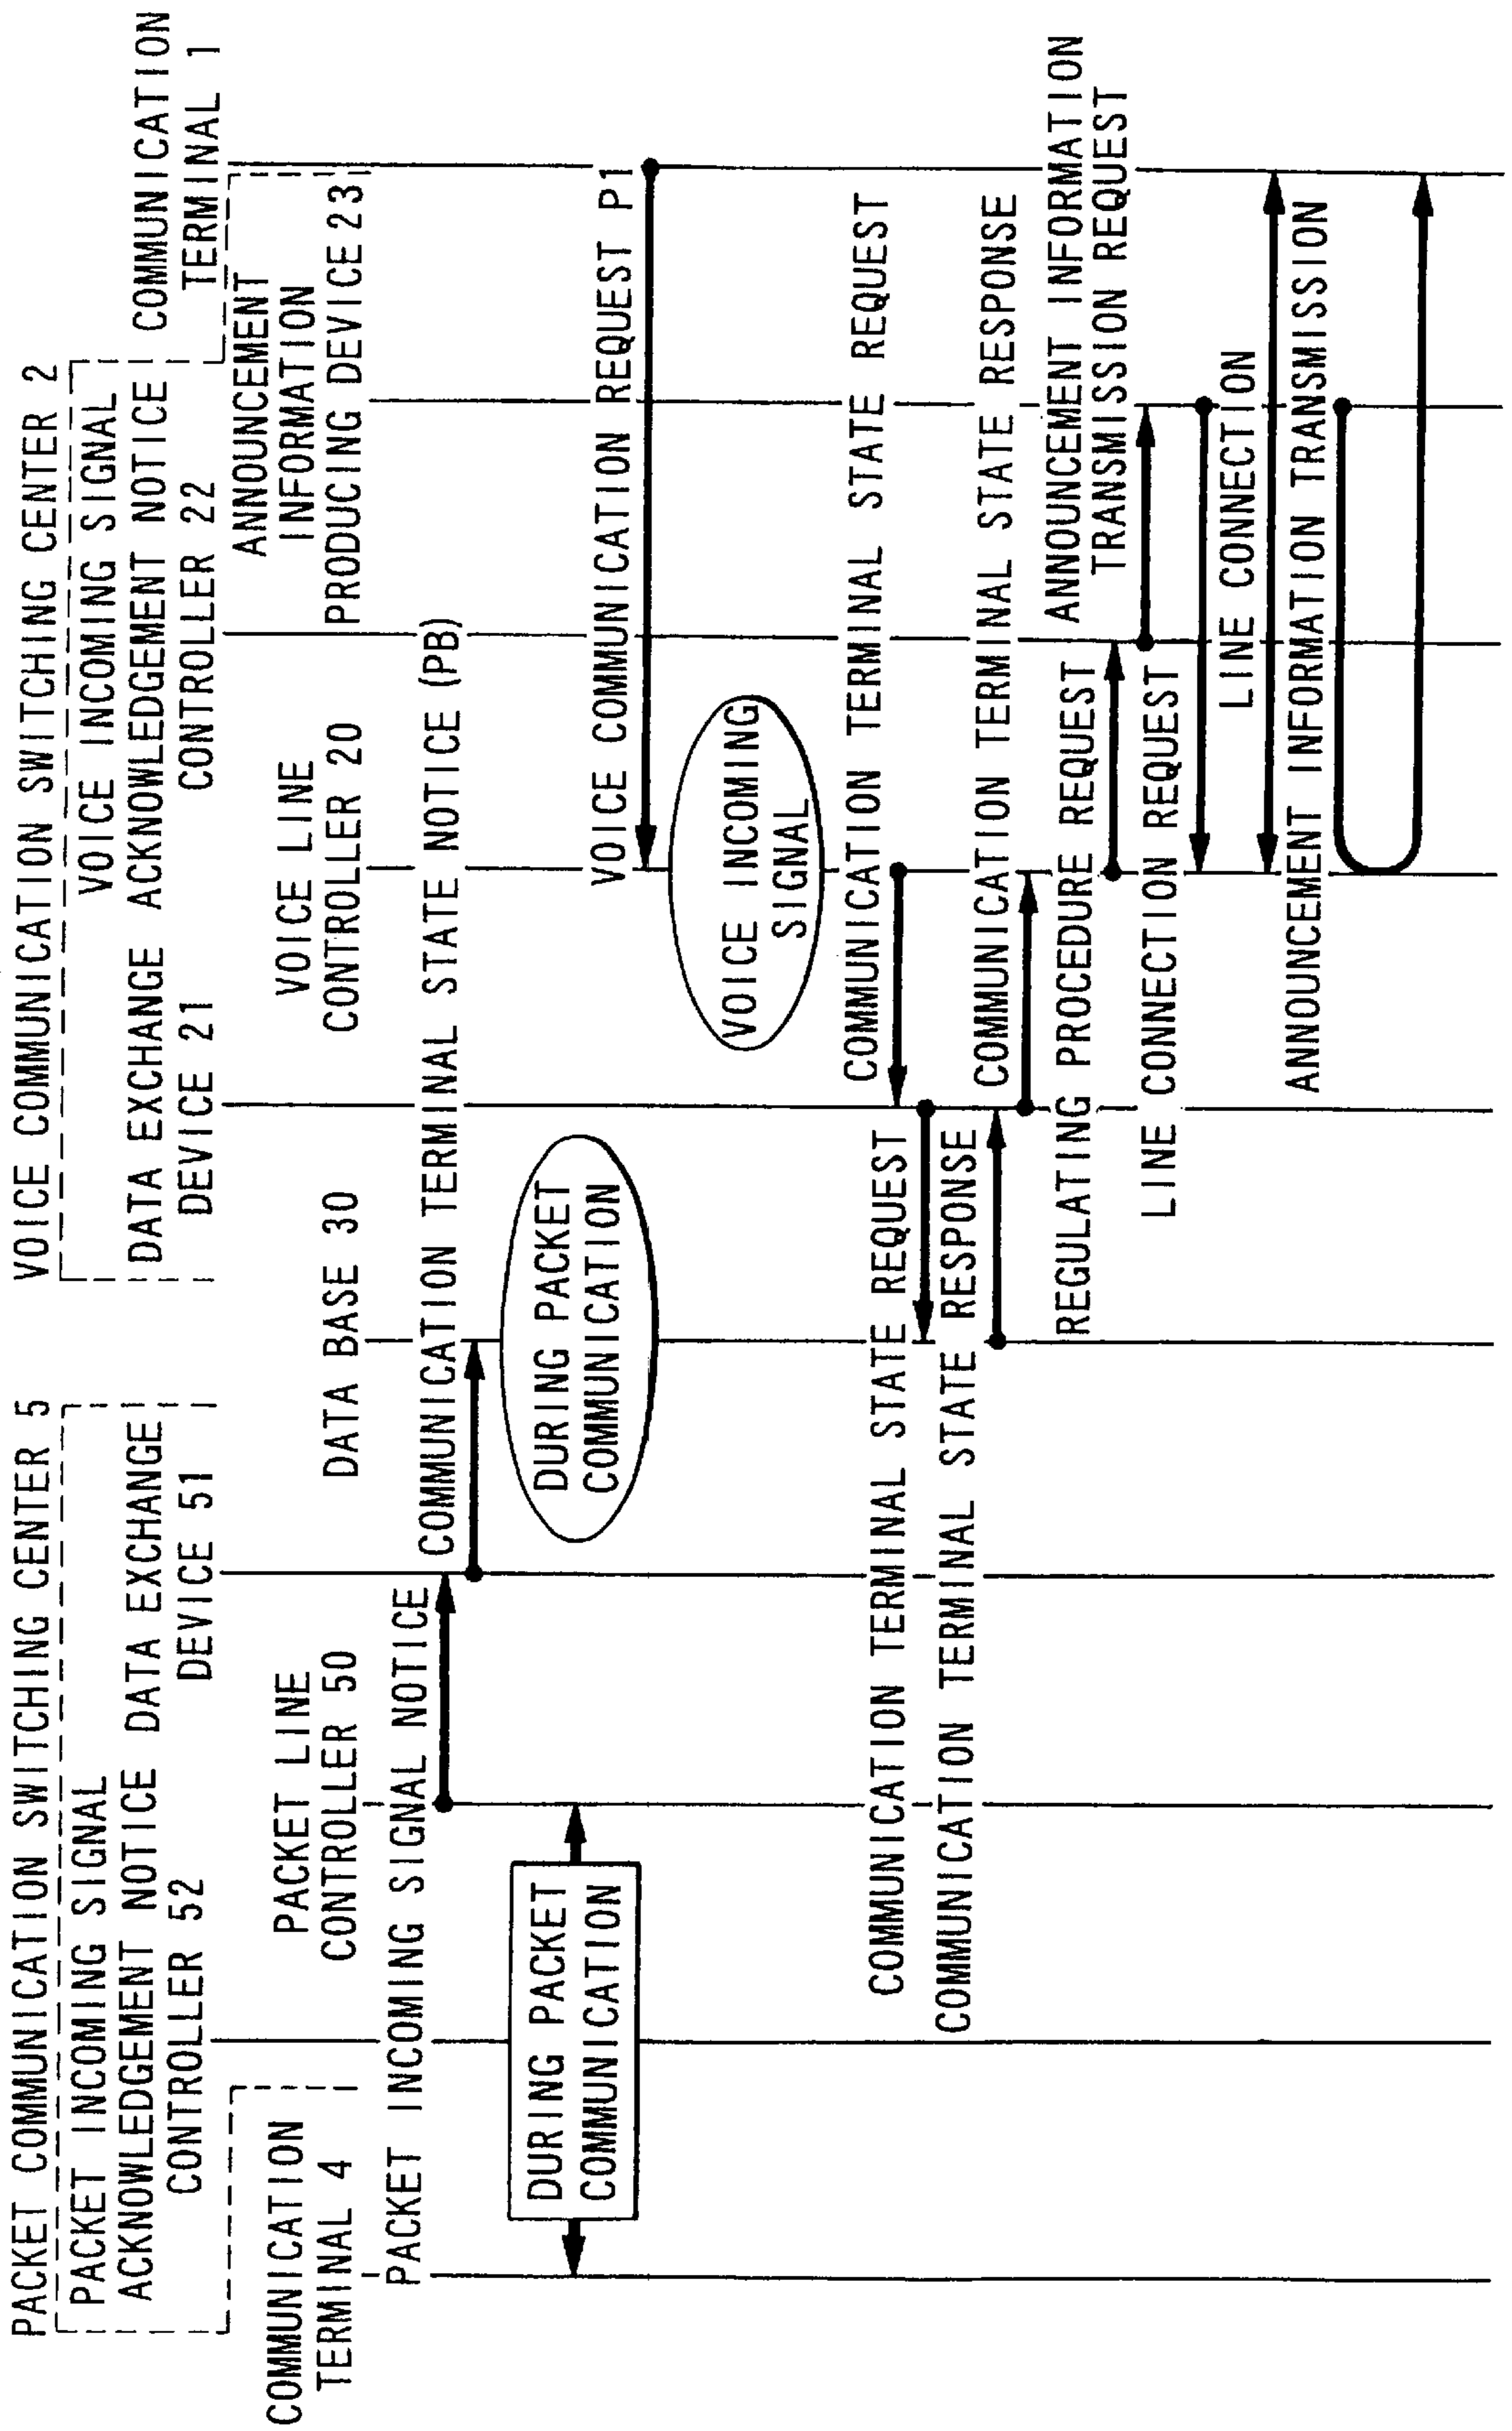 PACKET COMMUNICATION SWITCHING CENTER 5
VOICE COMMUNICATION SWITCHING CENTER 2
COMMUNICATION
TERMINAL 4
PACKET INCOMING SIGNAL
ACKNOWLEDGEMENT NOTICE
CONTROLLER 52
PACKET LINE
CONTROLLER 50
DATA EXCHANGE
DEVICE 51
DATA BASE 30
DATA EXCHANGE
DEVICE 21
VOICE LINE
CONTROLLER 20
VOICE INCOMING SIGNAL
ACKNOWLEDGEMENT NOTICE
CONTROLLER 22
ANNOUNCEMENT
INFORMATION
PRODUCING DEVICE 23
COMMUNICATION
TERMINAL 1
PACKET INCOMING SIGNAL NOTICE
COMMUNICATION TERMINAL STATE NOTICE (PB)
DURING PACKET
COMMUNICATION
DURING PACKET
COMMUNICATION
VOICE COMMUNICATION REQUEST P1
VOICE INCOMING
SIGNAL
COMMUNICATION TERMINAL STATE REQUEST
COMMUNICATION TERMINAL STATE REQUEST
COMMUNICATION TERMINAL STATE RESPONSE
COMMUNICATION TERMINAL STATE RESPONSE
REGULATING PROCEDURE REQUEST
ANNOUNCEMENT INFORMATION
TRANSMISSION REQUEST
LINE CONNECTION REQUEST
LINE CONNECTION
ANNOUNCEMENT INFORMATION TRANSMISSION